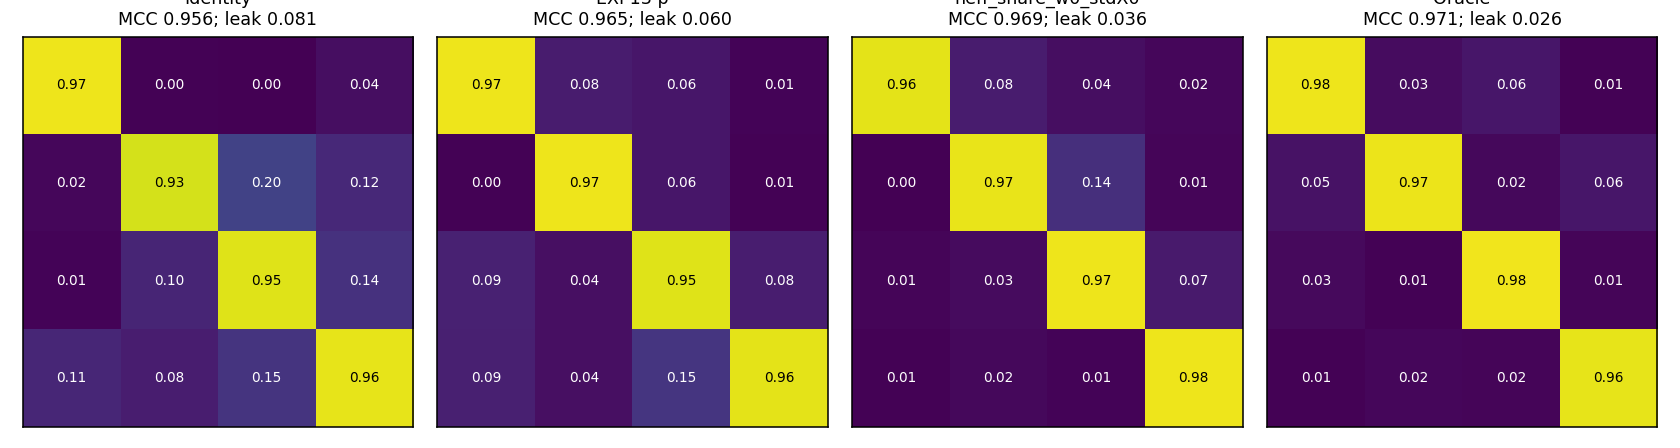 Identity
MCC 0.956; leak 0.081
MCC 0.965; leak 0.060
MCC 0.969; leak 0.036
Oracle
MCC 0.971; leak 0.026
0.97 0.00 0.00 0.04
0.02 0.93 0.20 0.12
0.01 0.10 0.95 0.14
0.11 0.08 0.15 0.96
0.97 0.08 0.06 0.01
0.00 0.97 0.06 0.01
0.09 0.04 0.95 0.08
0.09 0.04 0.15 0.96
0.96 0.08 0.04 0.02
0.00 0.97 0.14 0.01
0.01 0.03 0.97 0.07
0.01 0.02 0.01 0.98
0.98 0.03 0.06 0.01
0.05 0.97 0.02 0.06
0.03 0.01 0.98 0.01
0.01 0.02 0.02 0.96